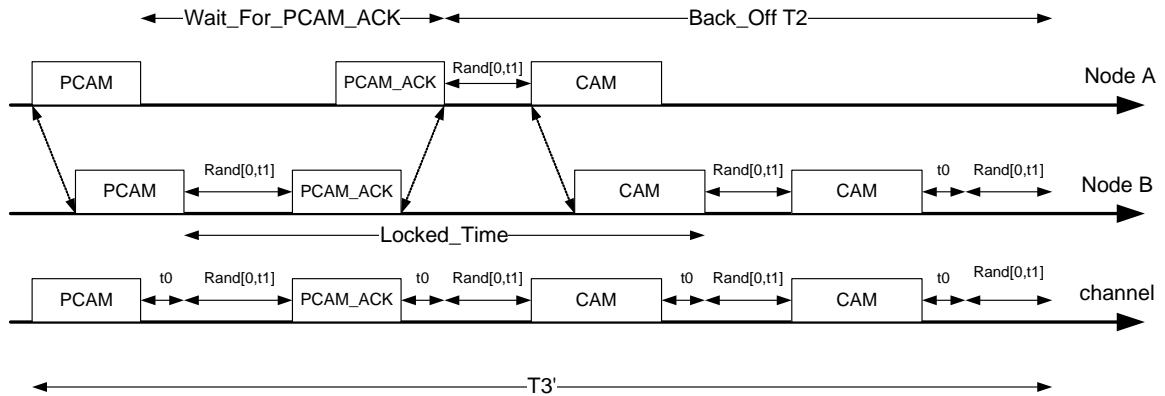 Wait_For_PCAM_ACK Back_Off T2
PCAM PCAM_ACK Rand[0,t1] CAM Node A
PCAM Rand[0,t1] PCAM_ACK CAM Rand[0,t1] CAM t0 Rand[0,t1] Node B
Locked_Time
PCAM t0 Rand[0,t1] PCAM_ACK t0 Rand[0,t1] CAM t0 Rand[0,t1] CAM t0 Rand[0,t1] channel
T3'